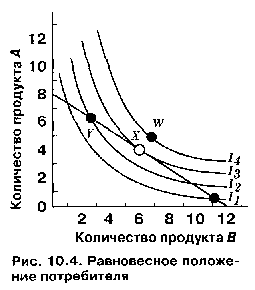 Количество продукта А
12
10
8
6
4
2
0
W
X
Y
I4
I3
I2
I1
2 4 6 8 10 12
Количество продукта В
Рис. 10.4. Равновесное положе-
ние потребителя